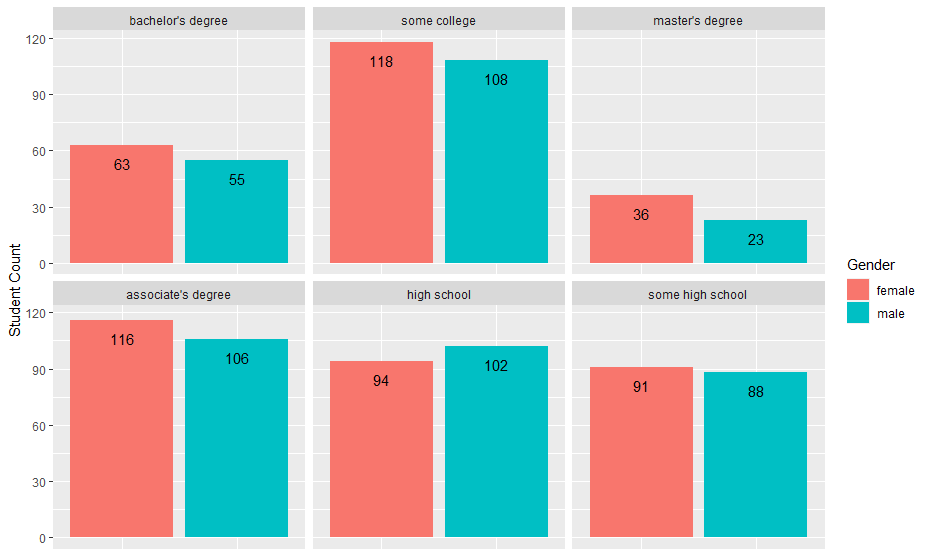 bachelor's degree
some college
master's degree
120
90
60
30
0
63
55
118
108
36
23
Student Count
associate's degree
high school
some high school
120
90
60
30
0
116
106
94
102
91
88
Gender
female
male